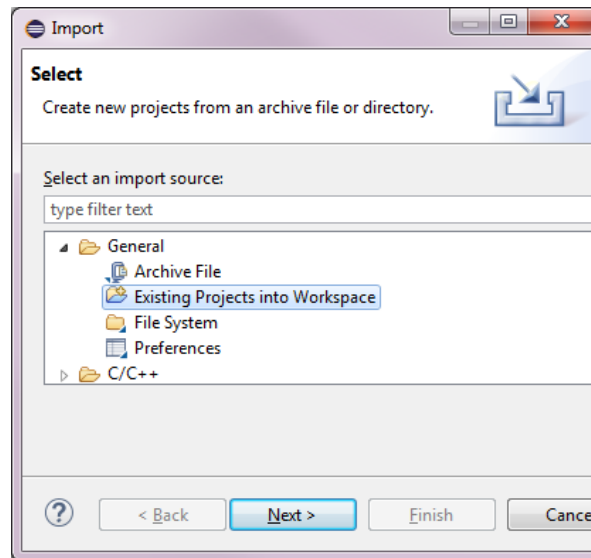 Import
Select
Create new projects from an archive file or directory.
Select an import source:
type filter text
General
Archive File
Existing Projects into Workspace
File System
Preferences
C/C++
? < Back Next > Finish Cance